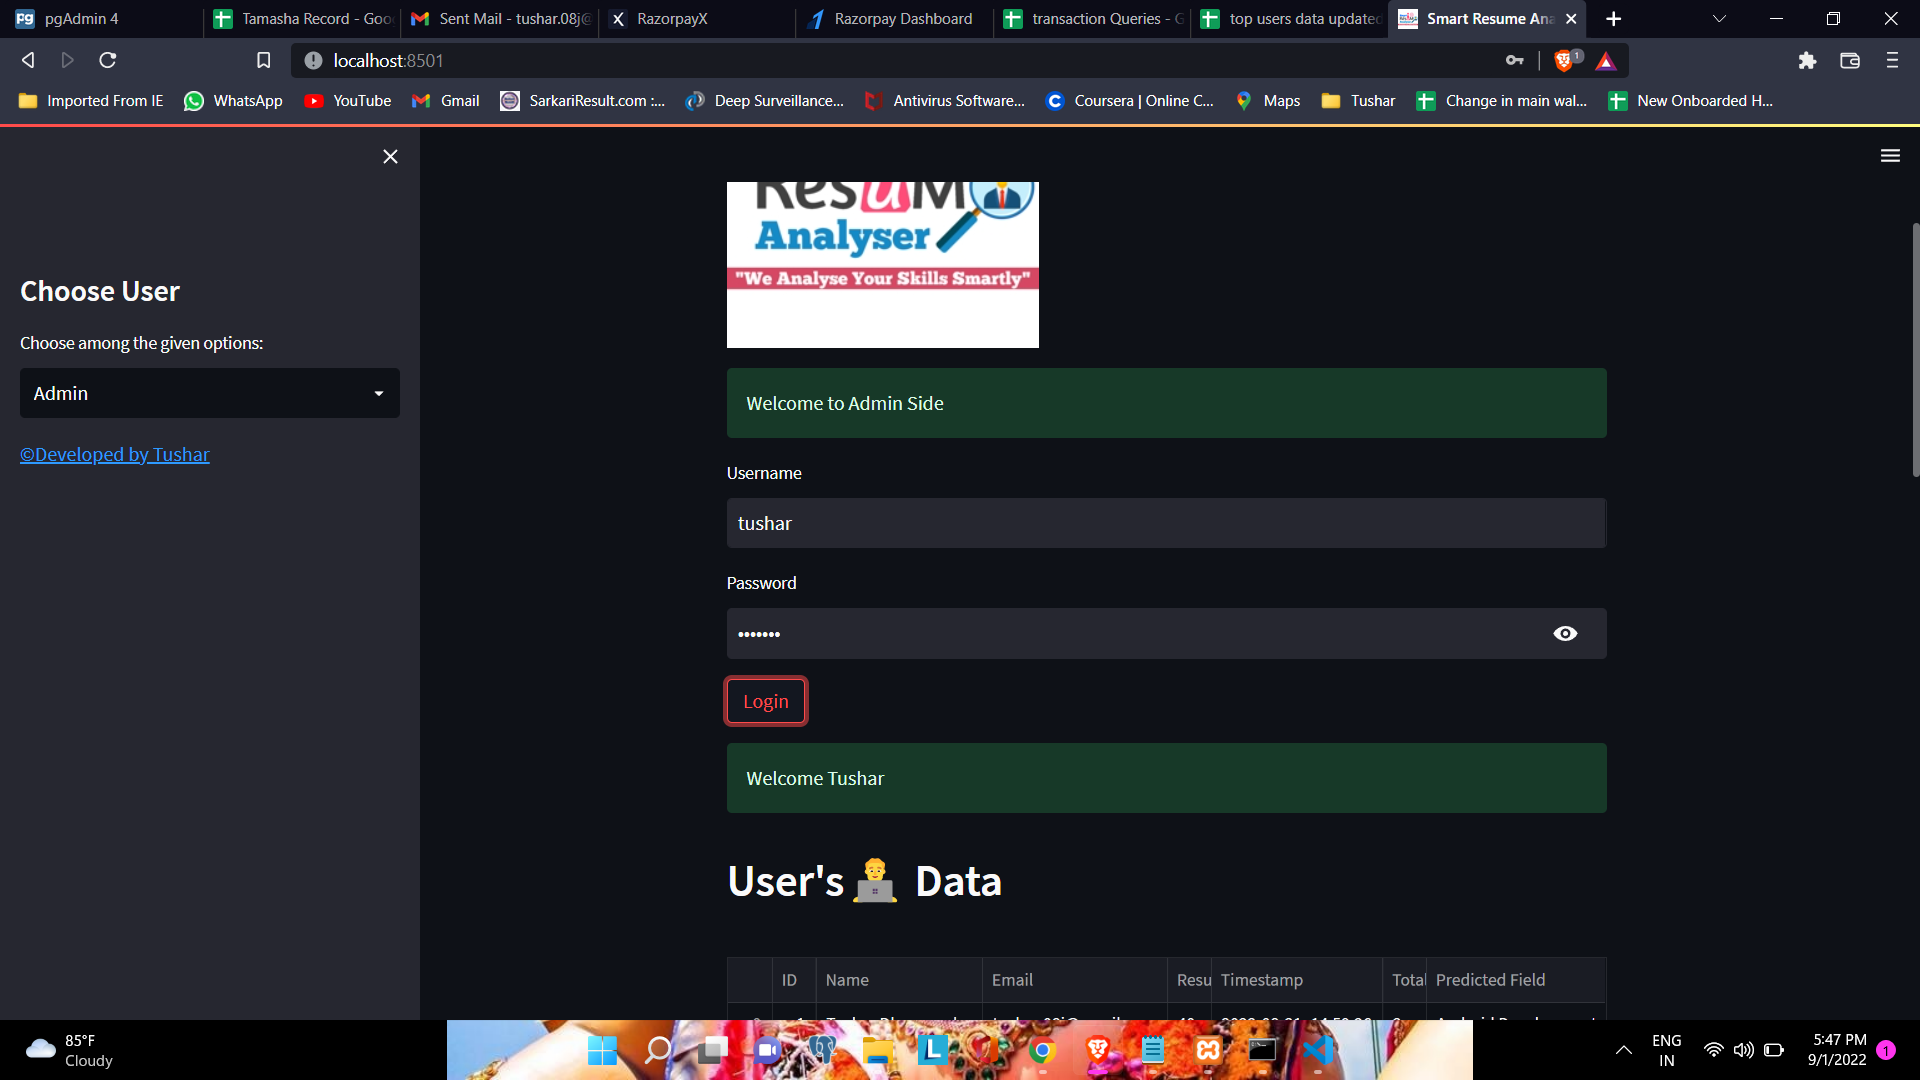 pgAdmin 4
Tamasha Record - Goo
Sent Mail - tushar.08j@
RazorpayX
Razorpay Dashboard
transaction Queries - G
top users data updated
Smart Resume Ana
localhost:8501
1
Imported From IE
WhatsApp
YouTube
Gmail
SarkariResult.com :...
Deep Surveillance...
Antivirus Software...
Coursera | Online C...
Maps
Tushar
Change in main wal...
New Onboarded H...
Choose User
Choose among the given options:
Admin
©Developed by Tushar
Analyser
"We Analyse Your Skills Smartly"
Welcome to Admin Side
Username
tushar
Password
•••••••
Login
Welcome Tushar
User's Data
ID Name Email Resu Timestamp Total Predicted Field
85°F
Cloudy
ENG
IN
5:47 PM
9/1/2022
1